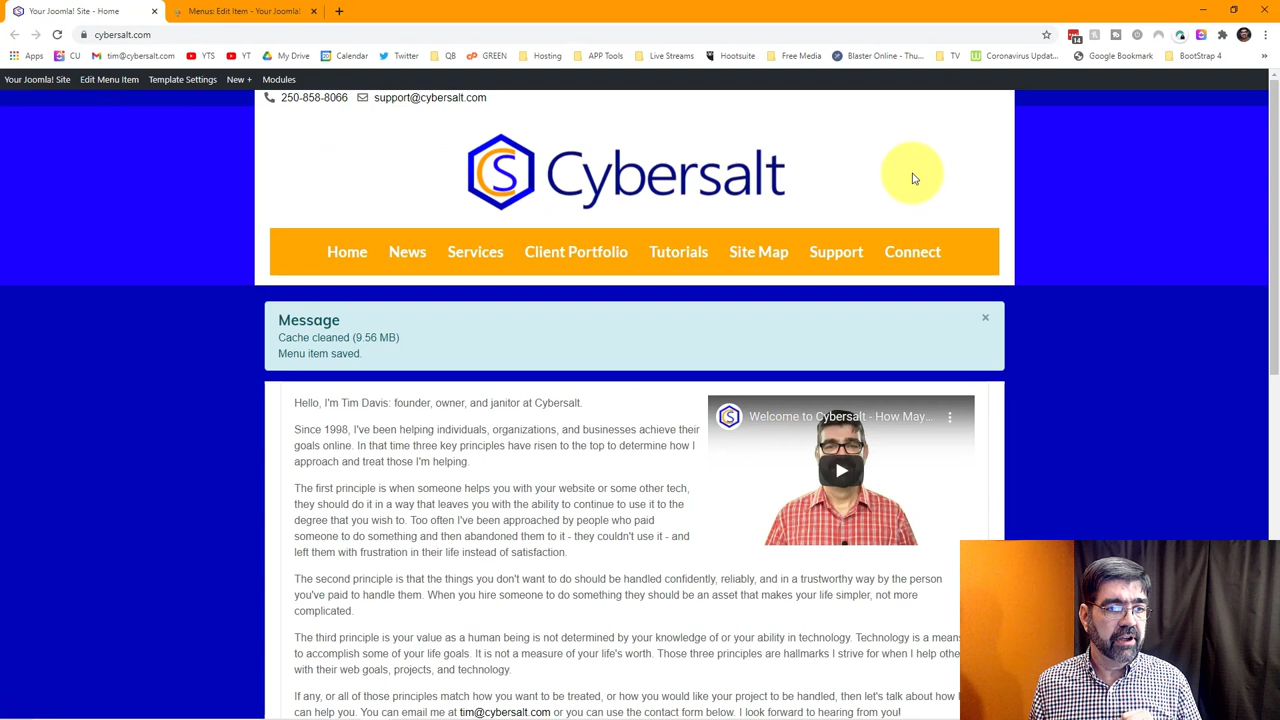 Your Joomla! Site - Home
Menus: Edit Item - Your Joomla!
cybersalt.com
Apps
CU
tim@cybersalt.com
YTS
YT
My Drive
Calendar
Twitter
QB
GREEN
Hosting
APP Tools
Live Streams
Hootsuite
Free Media
Blaster Online - Thu...
TV
Coronavirus Updat...
Google Bookmark
BootStrap 4
»
14
Your Joomla! Site
Edit Menu Item
Template Settings
New +
Modules
250-858-8066
support@cybersalt.com
CS
Cybersalt
Home
News
Services
Client Portfolio
Tutorials
Site Map
Support
Connect
Message
Cache cleaned (9.56 MB)
Menu item saved.
Hello, I'm Tim Davis: founder, owner, and janitor at Cybersalt.
Since 1998, I've been helping individuals, organizations, and businesses achieve their
goals online. In that time three key principles have risen to the top to determine how I
approach and treat those I'm helping.
The first principle is when someone helps you with your website or some other tech,
they should do it in a way that leaves you with the ability to continue to use it to the
degree that you wish to. Too often I've been approached by people who paid
someone to do something and then abandoned them to it - they couldn't use it - and
left them with frustration in their life instead of satisfaction.
Welcome to Cybersalt - How May...
The second principle is that the things you don't want to do should be handled confidently, reliably, and in a trustworthy way by the person
you've paid to handle them. When you hire someone to do something they should be an asset that makes your life simpler, not more
complicated.
The third principle is your value as a human being is not determined by your knowledge of or your ability in technology. Technology is a means
to accomplish some of your life goals. It is not a measure of your life's worth. Those three principles are hallmarks I strive for when I help othe
with their web goals, projects, and technology.
If any, or all of those principles match how you want to be treated, or how you would like your project to be handled, then let's talk about how I
can help you. You can email me at tim@cybersalt.com or you can use the contact form below. I look forward to hearing from you!